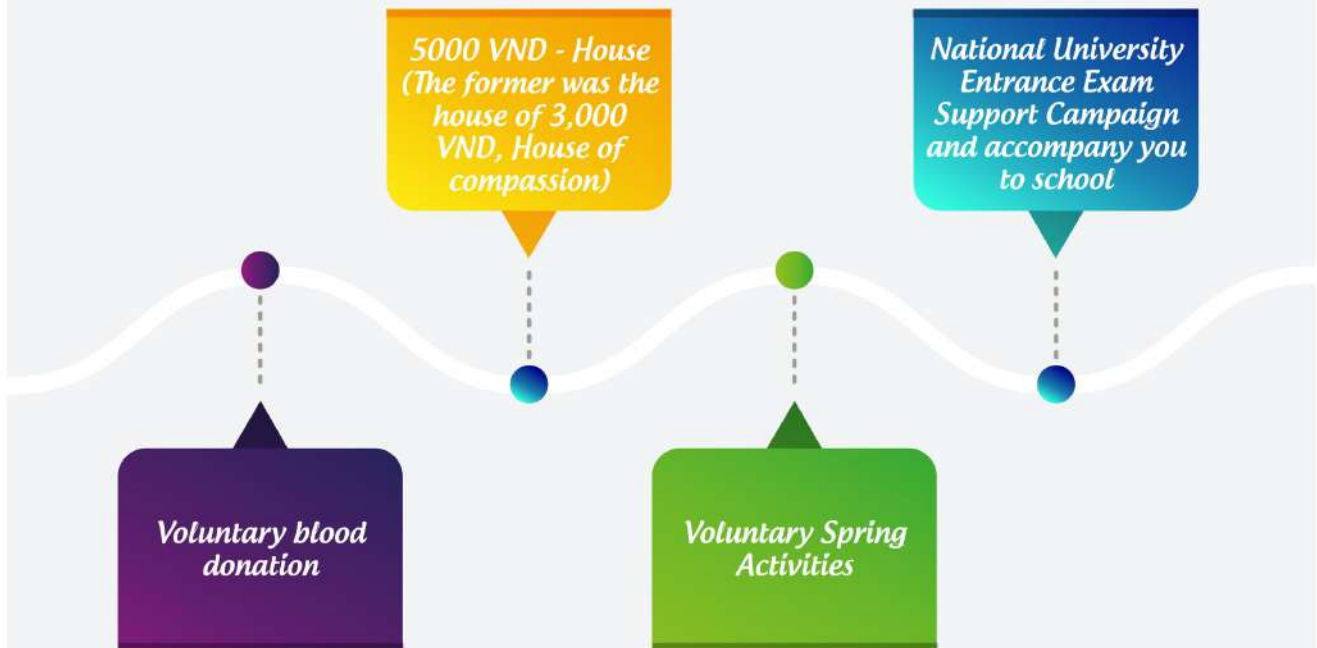 Voluntary blood
donation
5000 VND - House
(The former was the
house of 3,000
VND, House of
compassion)
Voluntary Spring
Activities
National University
Entrance Exam
Support Campaign
and accompany you
to school